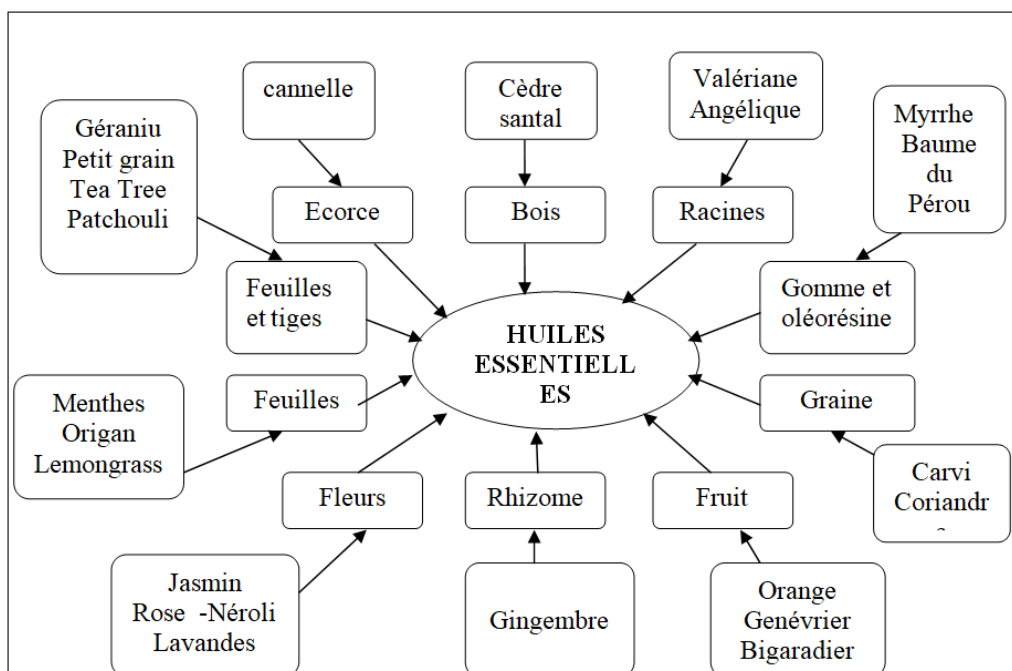 cannelle
Cèdre
santal
Valériane
Angélique
Myrrhe
Baume
du
Pérou
Géraniu
Petit grain
Tea Tree
Patchouli
Ecorce
Bois
Racines
Feuilles
et tiges
Gomme et
oléorésine
HUILES
ESSENTIELL
ES
Menthes
Origan
Lemongrass
Feuilles
Graine
Carvi
Coriandr
Fleurs
Rhizome
Fruit
Jasmin
Rose -Néroli
Lavandes
Gingembre
Orange
Genévrier
Bigaradier